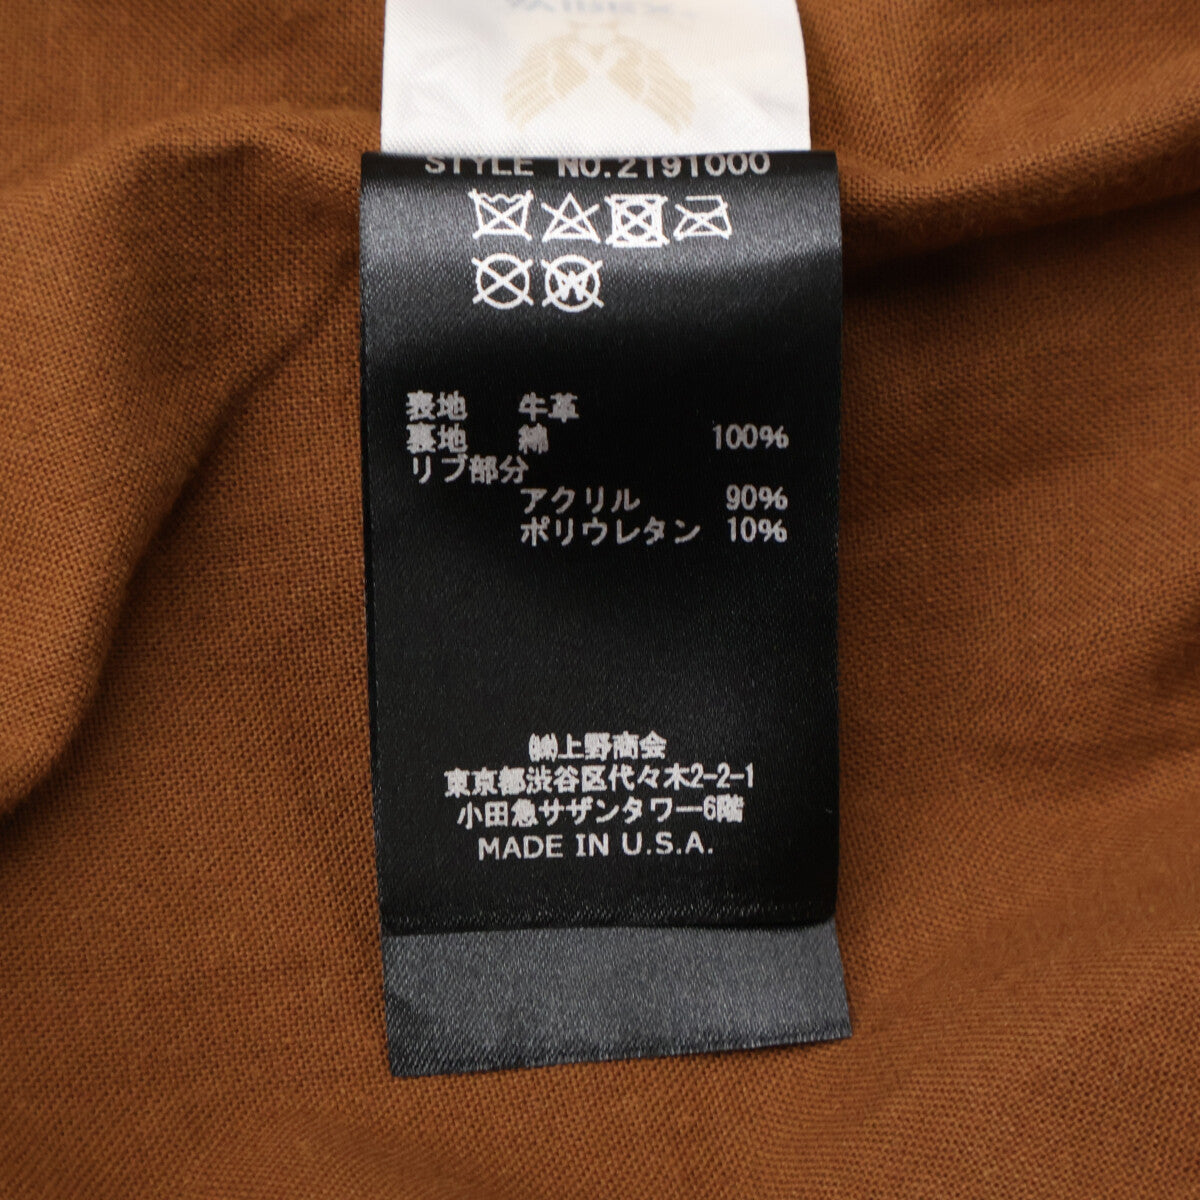 STYLE NO.2191000
W
表地 牛革
裏地 綿 100%
リブ部分
アクリル 90%
ポリウレタン 10%
㈱上野商会
東京都渋谷区代々木2-2-1
小田急サザンタワー6階
MADE IN U.S.A.